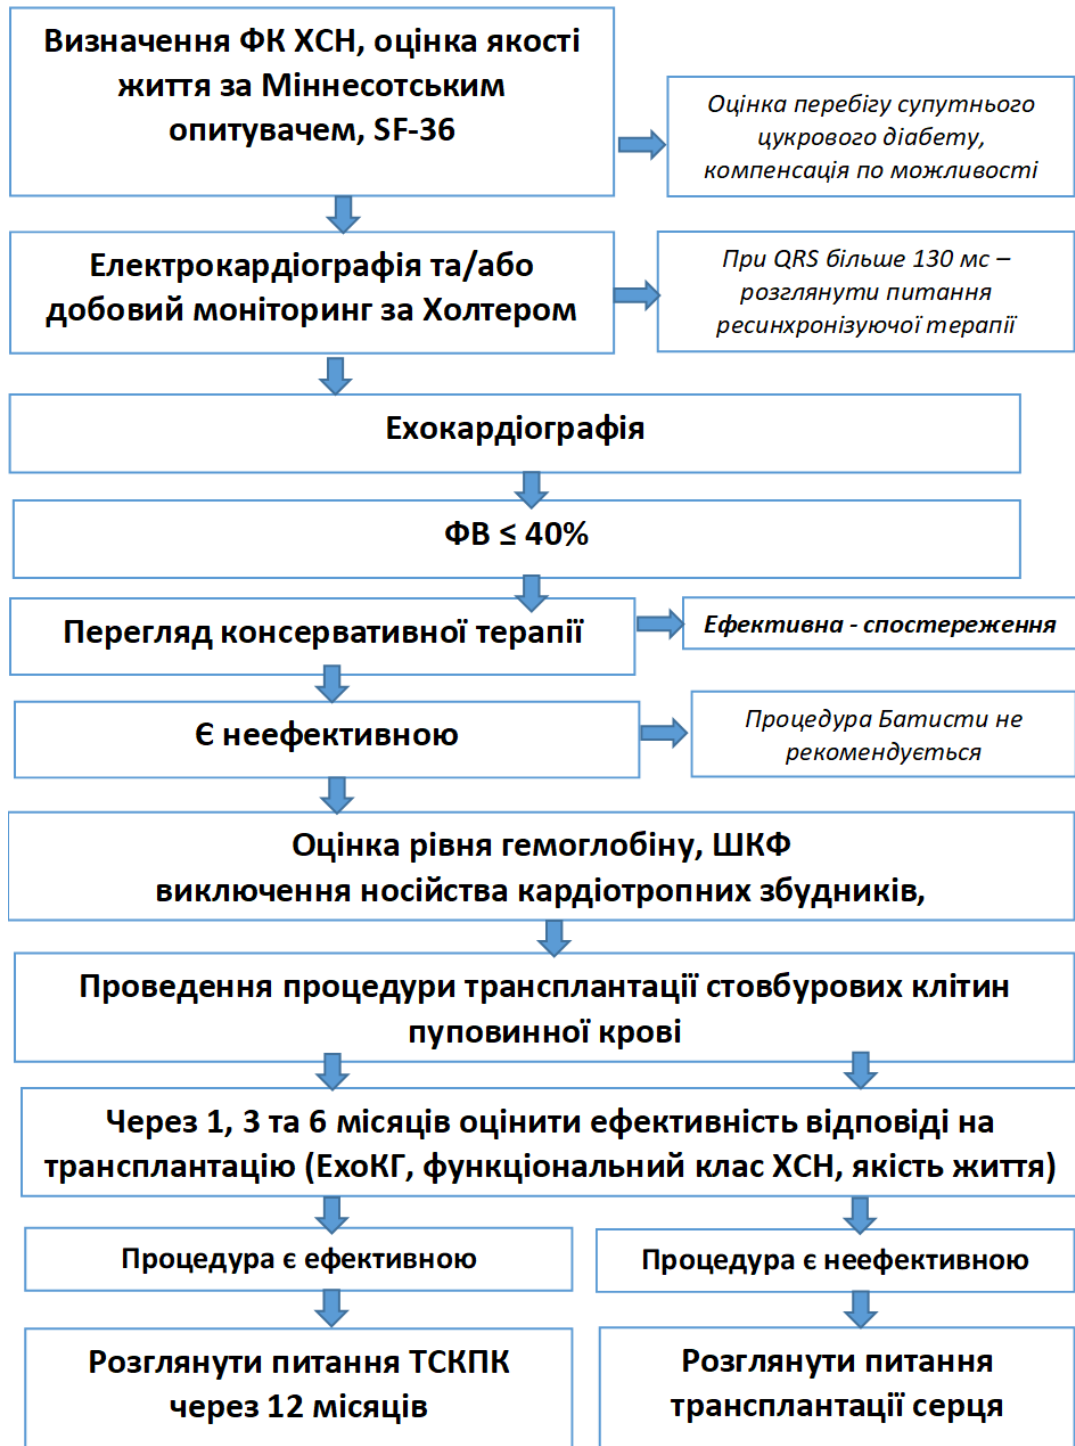 Визначення ФК ХСН, оцінка якості
життя за Міннесотським
опитувачем, SF-36
Оцінка перебігу супутнього
цукрового діабету,
компенсація по можливості
Електрокардіографія та/або
добовий моніторинг за Холтером
При QRS більше 130 мс –
розглянути питання
ресинхронізуючої терапії
Ехокардіографія
ФВ ≤ 40%
Перегляд консервативної терапії
Ефективна - спостереження
Є неефективною
Процедура Батисти не
рекомендується
Оцінка рівня гемоглобіну, ШКФ
виключення носійства кардіотропних збудників,
Проведення процедури трансплантації стовбурових клітин
пуповинної крові
Через 1, 3 та 6 місяців оцінити ефективність відповіді на
трансплантацію (ЕхоКГ, функціональний клас ХСН, якість життя)
Процедура є ефективною
Процедура є неефективною
Розглянути питання ТСКПК
через 12 місяців
Розглянути питання
трансплантації серця